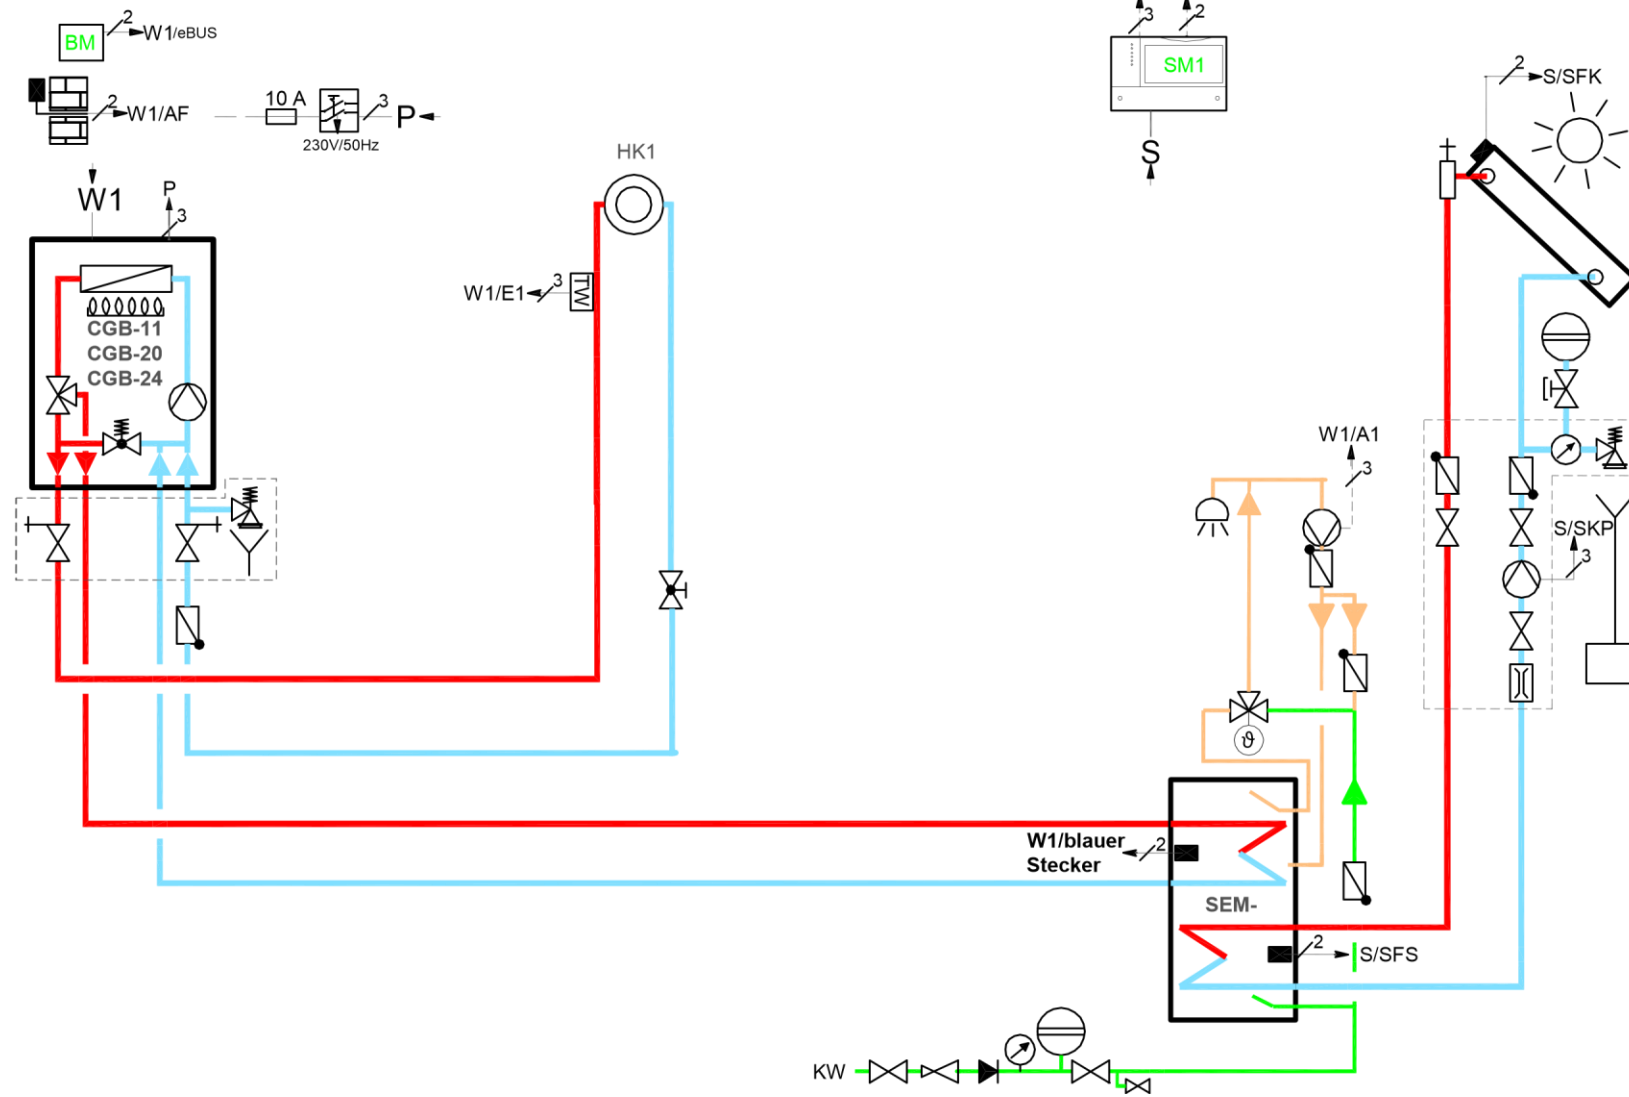 2
BM
W1/eBUS
3
2
SM1
2
S/SFK
2
W1/AF
10 A
3
P
230V/50Hz
S
HK1
W1
P
3
W1/E1
3
TW
CGB-11
CGB-20
CGB-24
W1/A1
3
S/SKP
3
ϑ
W1/blauer
Stecker
2
SEM-
2
S/SFS
KW